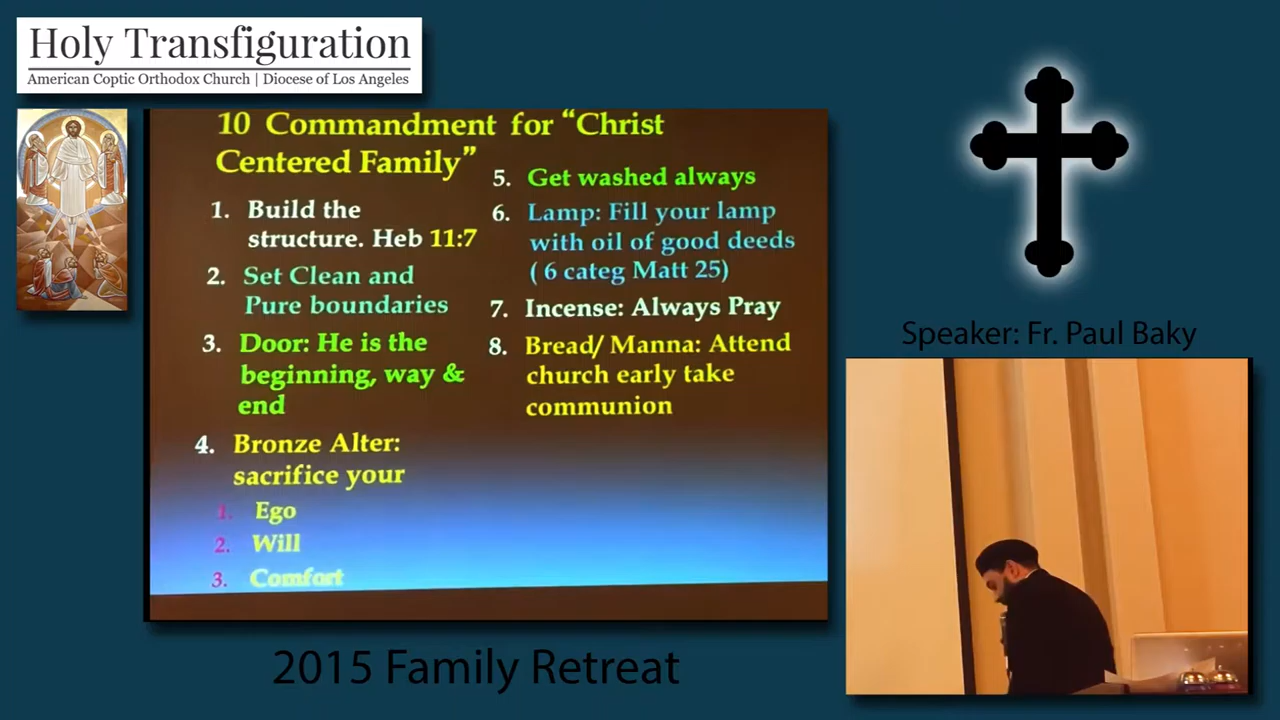 Holy Transfiguration
American Coptic Orthodox Church | Diocese of Los Angeles
10 Commandment for “Christ
Centered Family”
1. Build the
structure. Heb 11:7
2. Set Clean and
Pure boundaries
3. Door: He is the
beginning, way &
end
4. Bronze Alter:
sacrifice your
1. Ego
2. Will
3. Comfort
5. Get washed always
6. Lamp: Fill your lamp
with oil of good deeds
( 6 categ Matt 25)
7. Incense: Always Pray
8. Bread/ Manna: Attend
church early take
communion
Speaker: Fr. Paul Baky
2015 Family Retreat